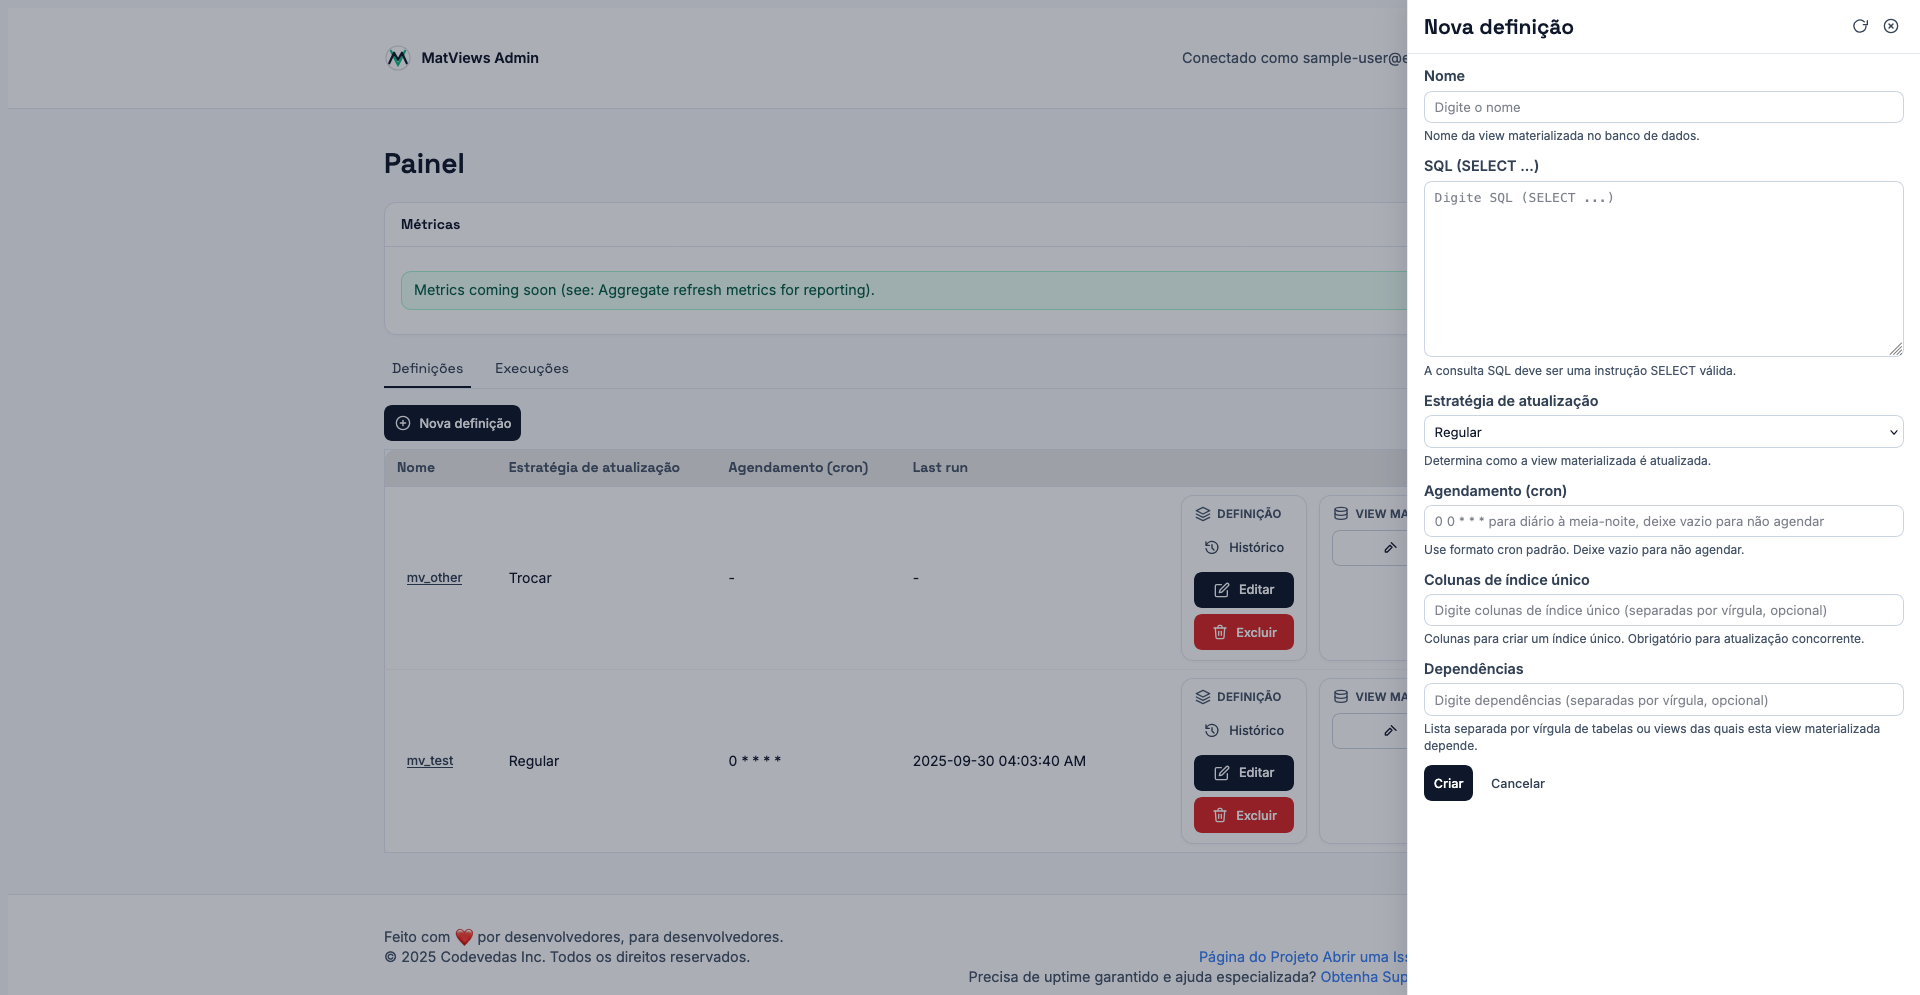 MatViews Admin
Conectado como sample-user@e
Painel
Métricas
Metrics coming soon (see: Aggregate refresh metrics for reporting).
Definições
Execuções
Nova definição
Nome
Estratégia de atualização
Agendamento (cron)
Last run
mv_other
Trocar
-
-
DEFINIÇÃO
Histórico
Editar
Excluir
VIEW MA
mv_test
Regular
0 * * * *
2025-09-30 04:03:40 AM
DEFINIÇÃO
Histórico
Editar
Excluir
VIEW MA
Feito com ❤️ por desenvolvedores, para desenvolvedores.
© 2025 Codevedas Inc. Todos os direitos reservados.
Página do Projeto Abrir uma Iss
Precisa de uptime garantido e ajuda especializada? Obtenha Sup
Nova definição
Nome
Digite o nome
Nome da view materializada no banco de dados.
SQL (SELECT ...)
Digite SQL (SELECT ...)
A consulta SQL deve ser uma instrução SELECT válida.
Estratégia de atualização
Regular
Determina como a view materializada é atualizada.
Agendamento (cron)
0 0 * * * para diário à meia-noite, deixe vazio para não agendar
Use formato cron padrão. Deixe vazio para não agendar.
Colunas de índice único
Digite colunas de índice único (separadas por vírgula, opcional)
Colunas para criar um índice único. Obrigatório para atualização concorrente.
Dependências
Digite dependências (separadas por vírgula, opcional)
Lista separada por vírgula de tabelas ou views das quais esta view materializada
depende.
Criar
Cancelar